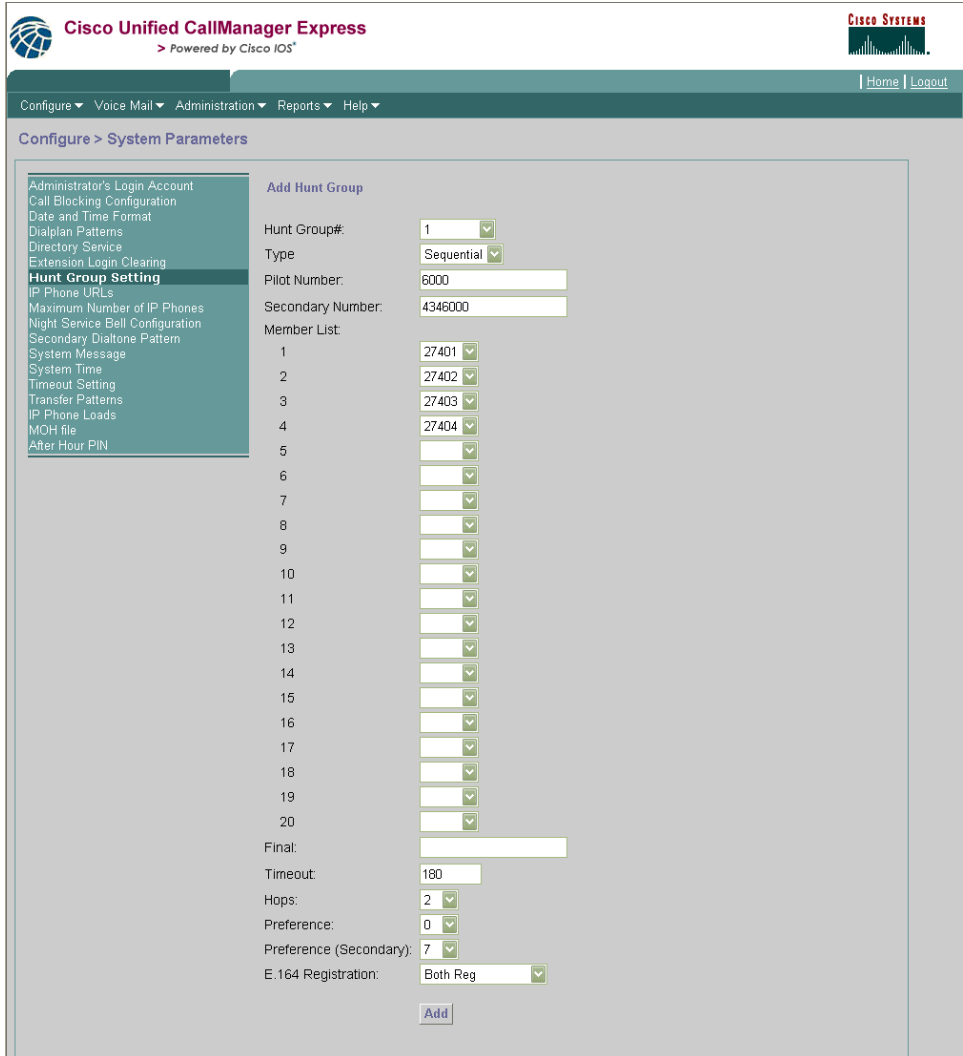 Cisco Unified CallManager Express
> Powered by Cisco IOS®
CISCO SYSTEMS
Home | Logout
Configure Voice Mail Administration Reports Help
Configure > System Parameters
Administrator's Login Account
Call Blocking Configuration
Date and Time Format
Dialplan Patterns
Directory Service
Extension Login Clearing
Hunt Group Setting
IP Phone URLs
Maximum Number of IP Phones
Night Service Bell Configuration
Secondary Dialtone Pattern
System Message
System Time
Timeout Setting
Transfer Patterns
IP Phone Loads
MOH file
After Hour PIN
Add Hunt Group
Hunt Group#: 1
Type Sequential
Pilot Number: 6000
Secondary Number: 4346000
Member List:
1 27401
2 27402
3 27403
4 27404
5
6
7
8
9
10
11
12
13
14
15
16
17
18
19
20
Final:
Timeout: 180
Hops: 2
Preference: 0
Preference (Secondary): 7
E.164 Registration: Both Reg
Add